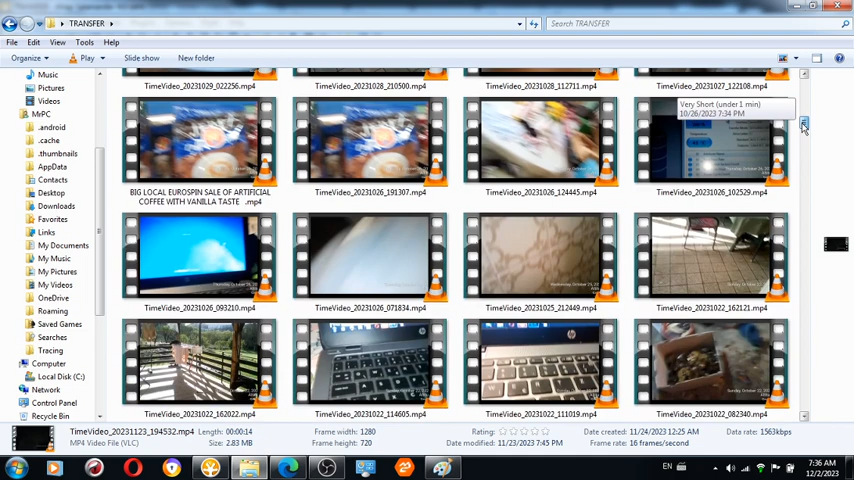 TRANSFER
Search TRANSFER
File Edit View Tools Help
Organize Play Slide show New folder
Music
Pictures
Videos
MrPC
.android
.cache
.thumbnails
AppData
Contacts
Desktop
Downloads
Favorites
Links
My Documents
My Music
My Pictures
My Videos
OneDrive
Roaming
Saved Games
Searches
Tracing
Computer
Local Disk (C:)
Network
Control Panel
Recycle Bin
TimeVideo_20231029_022256.mp4 TimeVideo_20231028_210500.mp4 TimeVideo_20231028_112711.mp4 TimeVideo_20231027_122108.mp4
Very Short (under 1 min)
10/26/2023 7:34 PM
BIG LOCAL EUROSPIN SALE OF ARTIFICIAL
COFFEE WITH VANILLA TASTE .mp4
TimeVideo_20231026_191307.mp4 TimeVideo_20231026_124445.mp4 TimeVideo_20231026_102529.mp4
TimeVideo_20231026_093210.mp4 TimeVideo_20231026_071834.mp4 TimeVideo_20231025_212449.mp4 TimeVideo_20231022_162121.mp4
TimeVideo_20231022_162022.mp4 TimeVideo_20231022_114605.mp4 TimeVideo_20231022_111019.mp4 TimeVideo_20231022_082340.mp4
TimeVideo_20231123_194532.mp4 Length: 00:00:14 Frame width: 1280 Rating: Date created: 11/24/2023 12:25 AM Data rate: 1563kbps
MP4 Video File (VLC) Size: 2.83 MB Frame height: 720 Date modified: 11/23/2023 7:45 PM Frame rate: 16 frames/second
EN
7:36 AM
12/2/2023